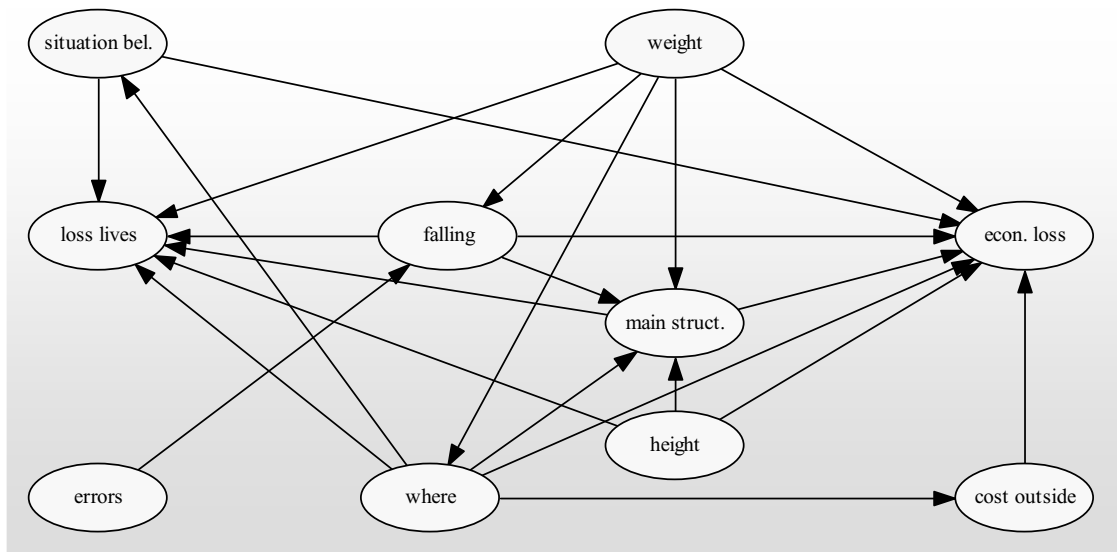 situation bel.
weight
loss lives
falling
econ. loss
main struct.
height
errors
where
cost outside